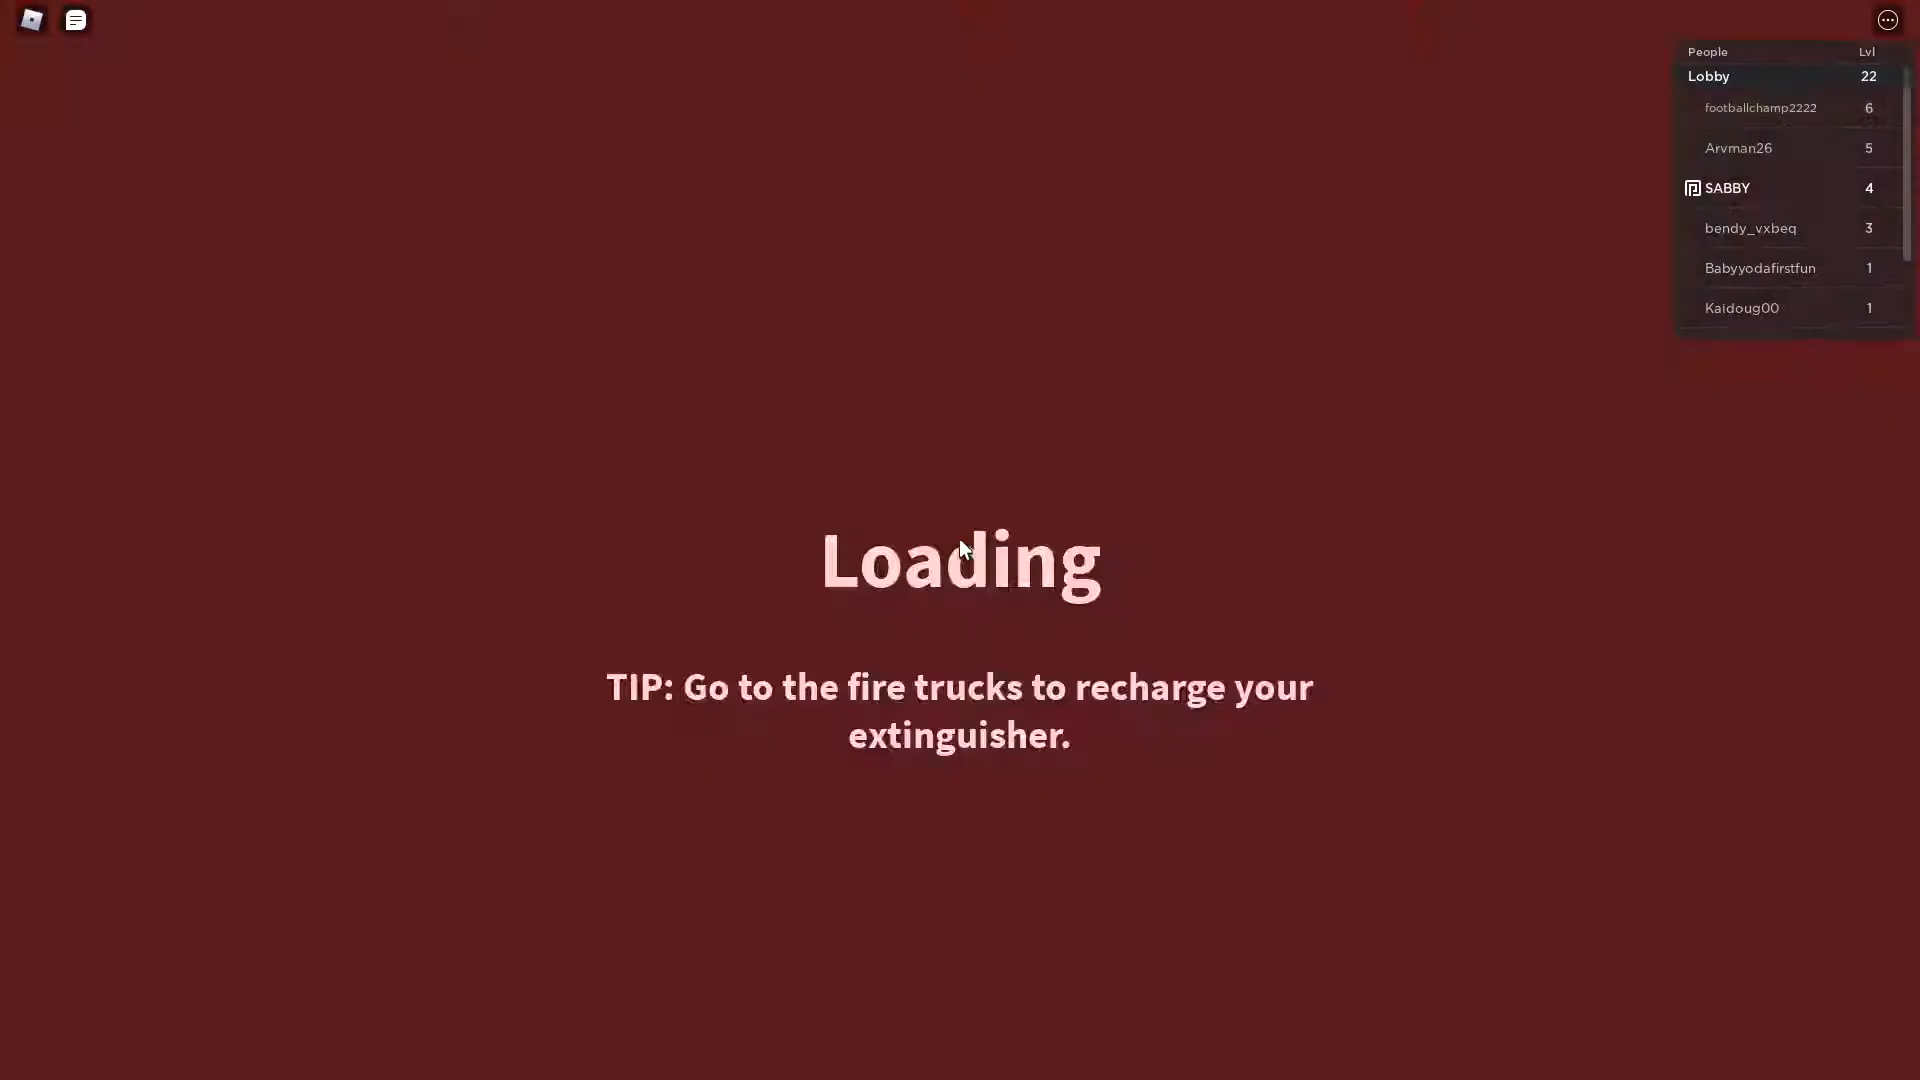 People Lvl
Lobby 22
footballchamp2222 6
Arvman26 5
SABBY 4
bendy_vxbeq 3
Babyyodafirstfun 1
Kaidoug00 1
Loading
TIP: Go to the fire trucks to recharge your
extinguisher.